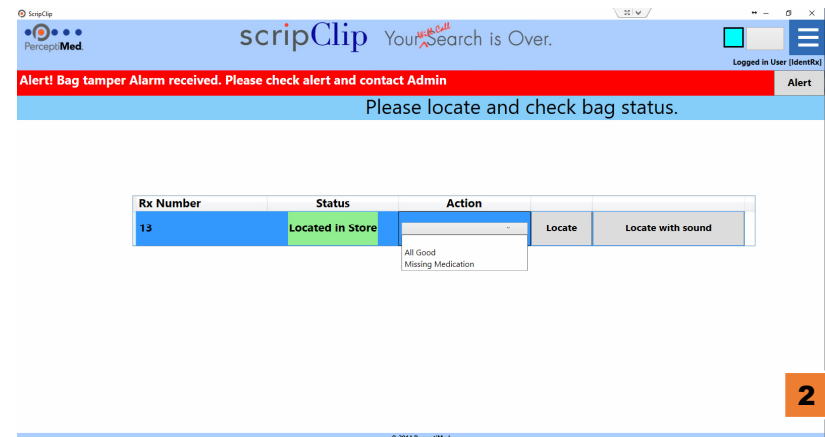 ScripClip
PerceptiMed.
scripClip Your Will Call Search is Over.
Logged in User [IdentRx]
Alert! Bag tamper Alarm received. Please check alert and contact Admin
Alert
Please locate and check bag status.
Rx Number Status Action
13 Located in Store Locate Locate with sound
All Good
Missing Medication
2